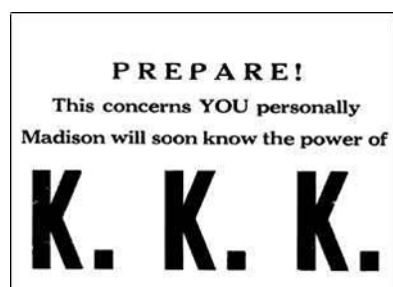 PREPARE!
This concerns YOU personally
Madison will soon know the power of
K. K. K.